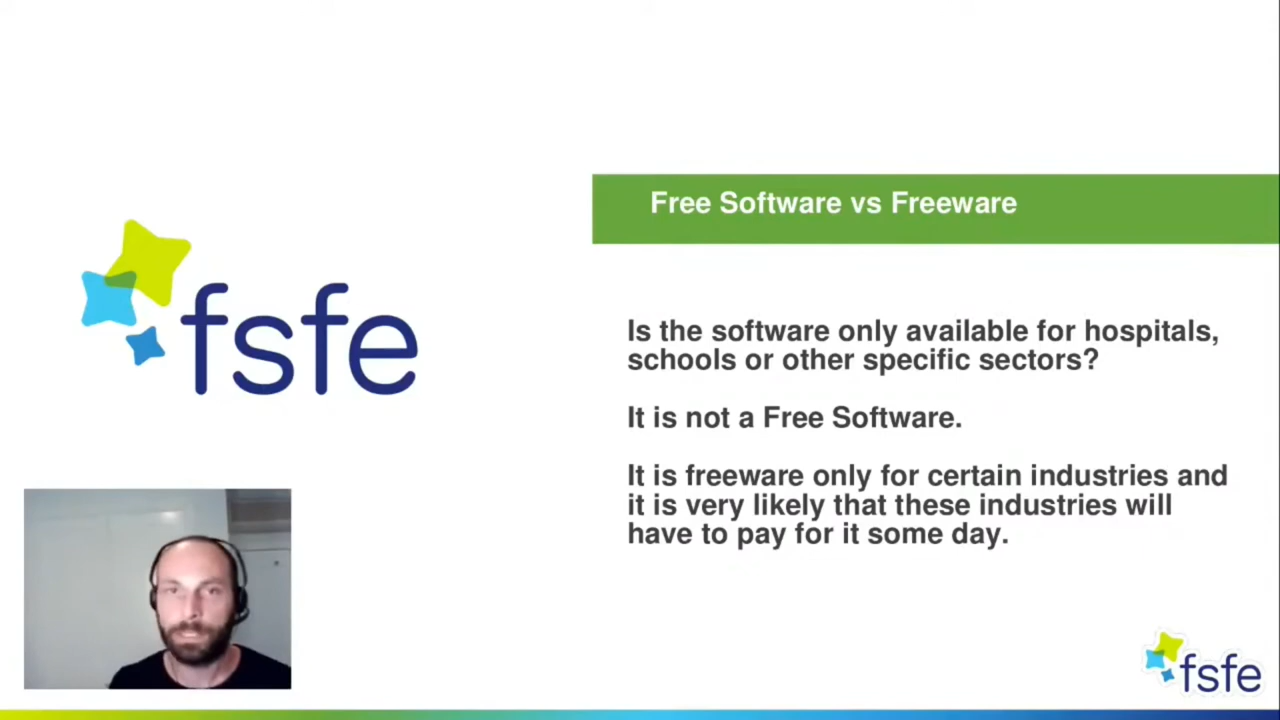 Free Software vs Freeware
fsfe
Is the software only available for hospitals,
schools or other specific sectors?
It is not a Free Software.
It is freeware only for certain industries and
it is very likely that these industries will
have to pay for it some day.
fsfe